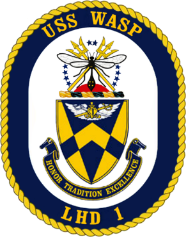 USS WASP
HONOR TRADITION EXCELLENCE
LHD 1